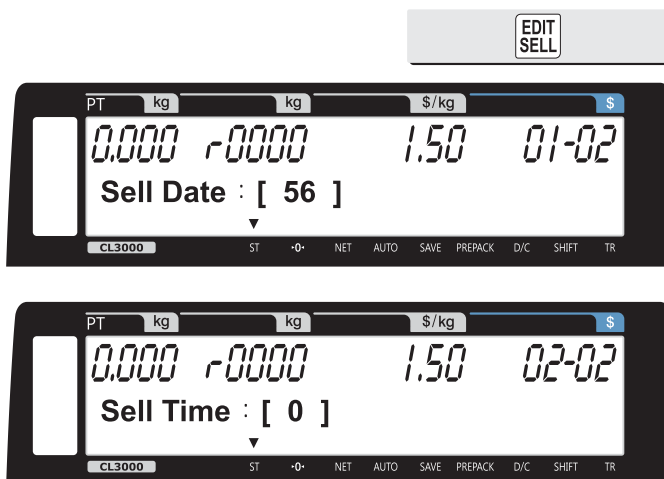 EDIT
SELL
PT kg kg $/kg $
0.000 r0000 1.50 01-02
Sell Date : [ 56 ]
▼
CL3000 ST •0• NET AUTO SAVE PREPACK D/C SHIFT TR
PT kg kg $/kg $
0.000 r0000 1.50 02-02
Sell Time : [ 0 ]
▼
CL3000 ST •0• NET AUTO SAVE PREPACK D/C SHIFT TR